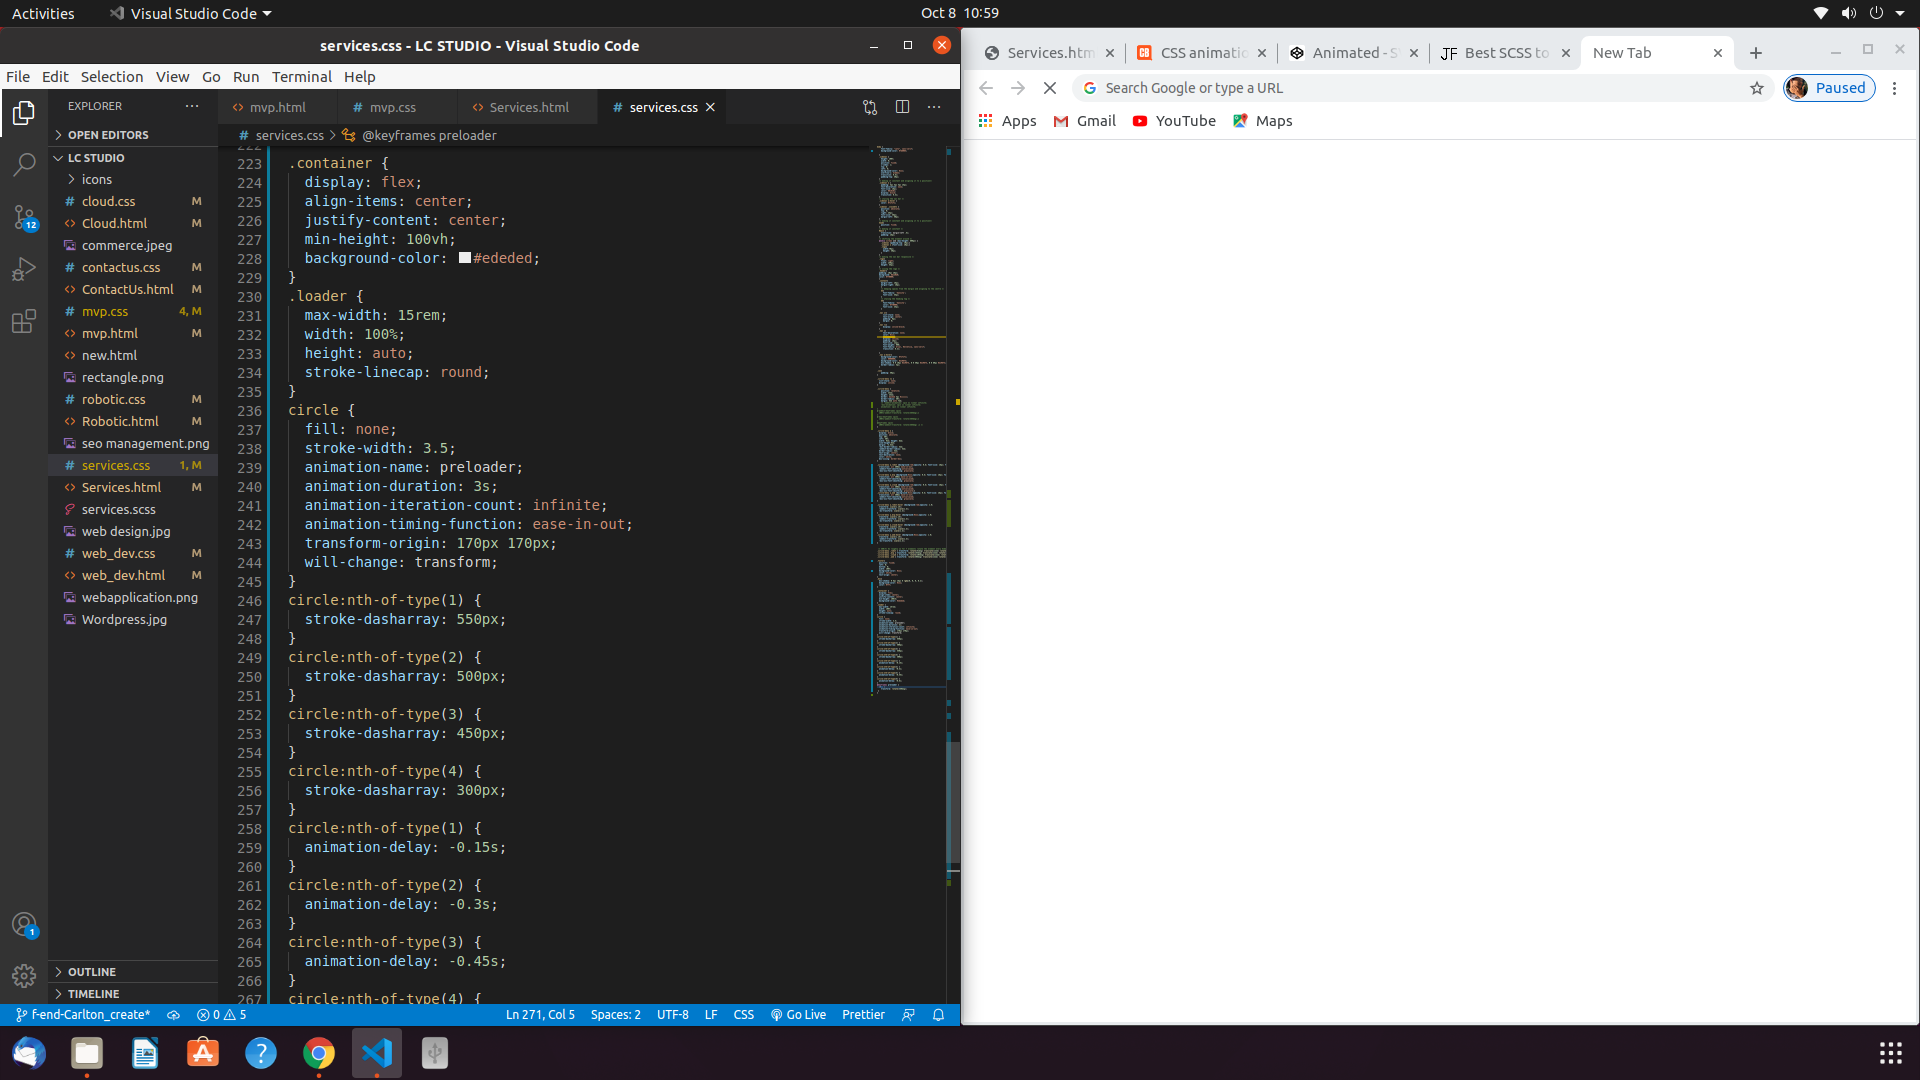 Activities
Visual Studio Code
Oct 8 10:59
services.css - LC STUDIO - Visual Studio Code
File Edit Selection View Go Run Terminal Help
EXPLORER
OPEN EDITORS
LC STUDIO
icons
cloud.css M
Cloud.html M
commerce.jpeg
contactus.css M
ContactUs.html M
mvp.css 4, M
mvp.html M
new.html
rectangle.png
robotic.css M
Robotic.html M
seo management.png
services.css 1, M
Services.html M
services.scss
web design.jpg
web_dev.css M
web_dev.html M
webapplication.png
Wordpress.jpg
OUTLINE
TIMELINE
12
1
mvp.html mvp.css Services.html services.css
services.css > @keyframes preloader
222
223 .container {
224 display: flex;
225 align-items: center;
226 justify-content: center;
227 min-height: 100vh;
228 background-color: #ededed;
229 }
230 .loader {
231 max-width: 15rem;
232 width: 100%;
233 height: auto;
234 stroke-linecap: round;
235 }
236 circle {
237 fill: none;
238 stroke-width: 3.5;
239 animation-name: preloader;
240 animation-duration: 3s;
241 animation-iteration-count: infinite;
242 animation-timing-function: ease-in-out;
243 transform-origin: 170px 170px;
244 will-change: transform;
245 }
246 circle:nth-of-type(1) {
247 stroke-dasharray: 550px;
248 }
249 circle:nth-of-type(2) {
250 stroke-dasharray: 500px;
251 }
252 circle:nth-of-type(3) {
253 stroke-dasharray: 450px;
254 }
255 circle:nth-of-type(4) {
256 stroke-dasharray: 300px;
257 }
258 circle:nth-of-type(1) {
259 animation-delay: -0.15s;
260 }
261 circle:nth-of-type(2) {
262 animation-delay: -0.3s;
263 }
264 circle:nth-of-type(3) {
265 animation-delay: -0.45s;
266 }
267 circle:nth-of-type(4) {
f-end-Carlton_create* 0 5 Ln 271, Col 5 Spaces: 2 UTF-8 LF CSS Go Live Prettier
Services.htm CSS animatio Animated - S Best SCSS to New Tab
Search Google or type a URL
Paused
Apps Gmail YouTube Maps